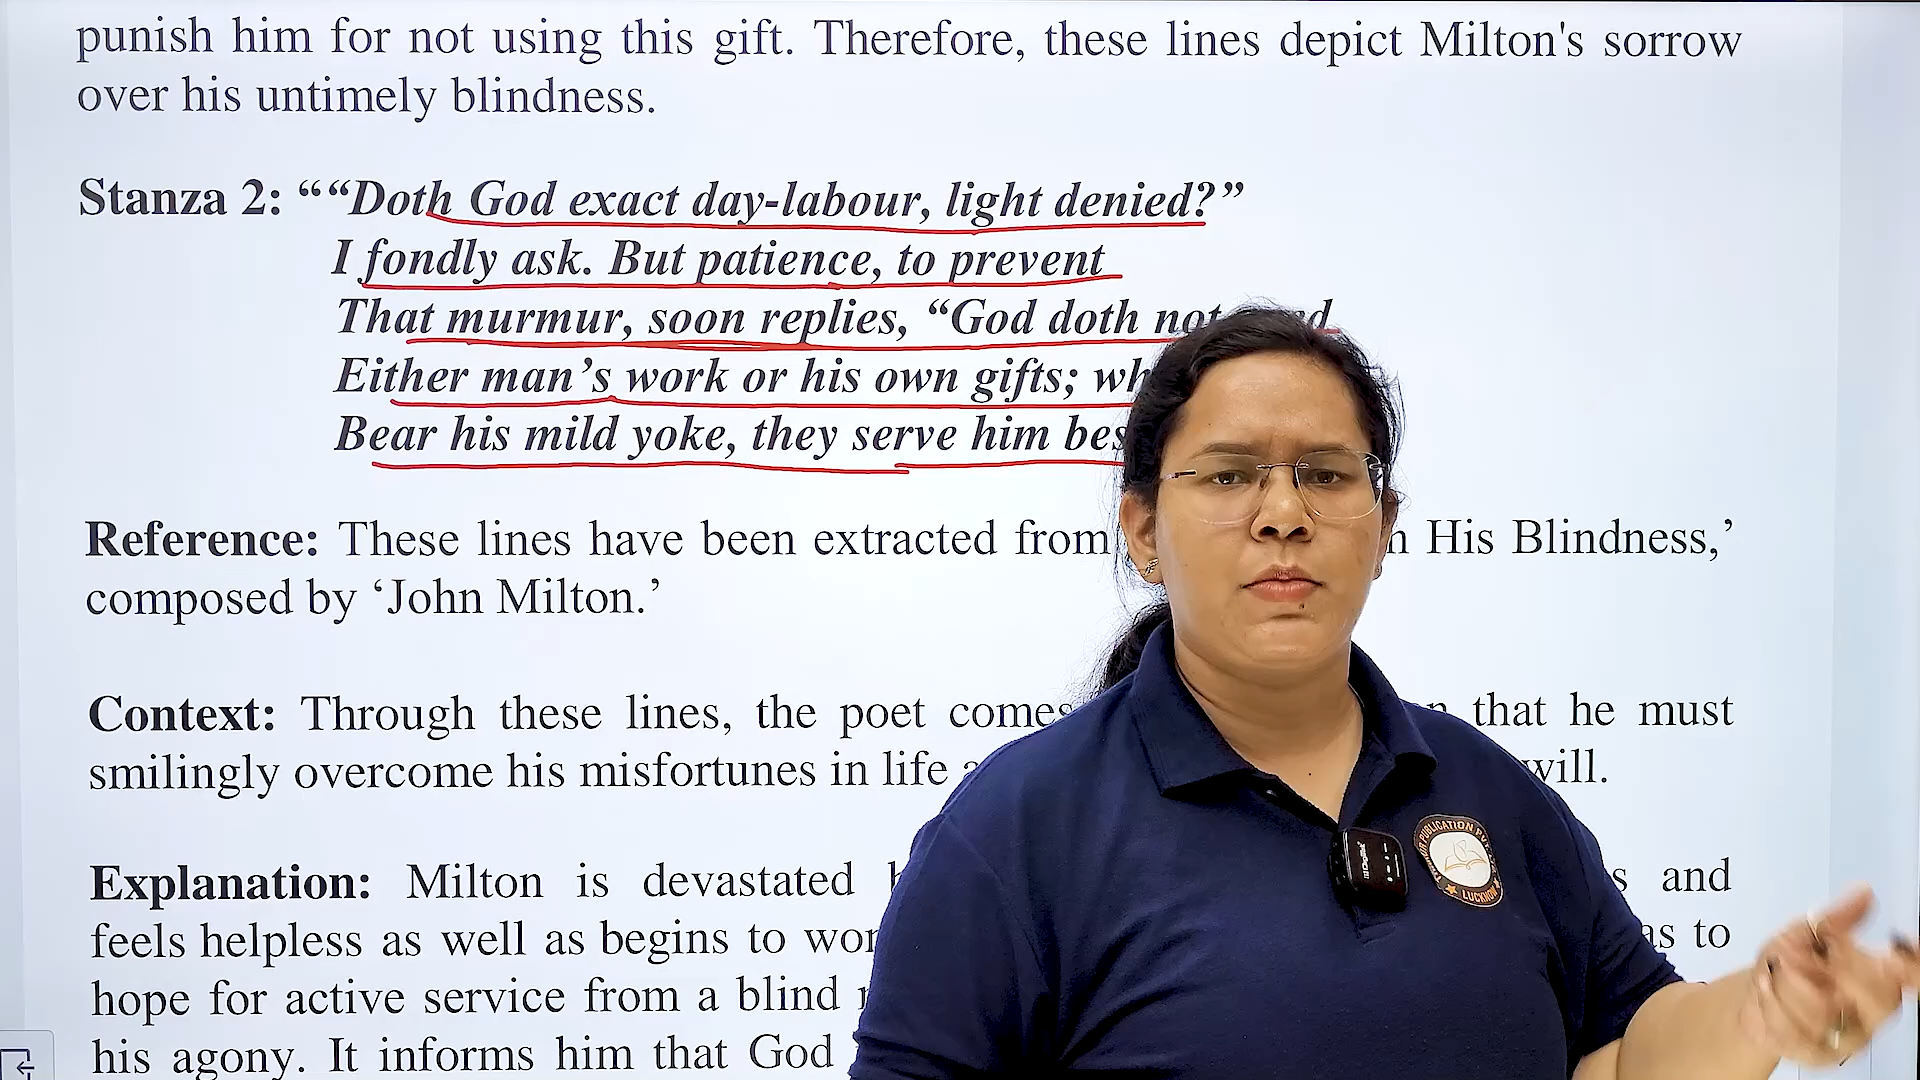 punish him for not using this gift. Therefore, these lines depict Milton's sorrow
over his untimely blindness.
Stanza 2: ““Doth God exact day-labour, light denied?”
I fondly ask. But patience, to prevent
That murmur, soon replies, “God doth not
Either man’s work or his own gifts;
Bear his mild yoke, they serve him
Reference: These lines have been extracted from His Blindness,’
composed by ‘John Milton.’
Context: Through these lines, the poet comes that he must
smilingly overcome his misfortunes in life will.
Explanation: Milton is devastated and
feels helpless as well as begins to as to
hope for active service from a blind
his agony. It informs him that God
PUBLICATION
LUCKNOW